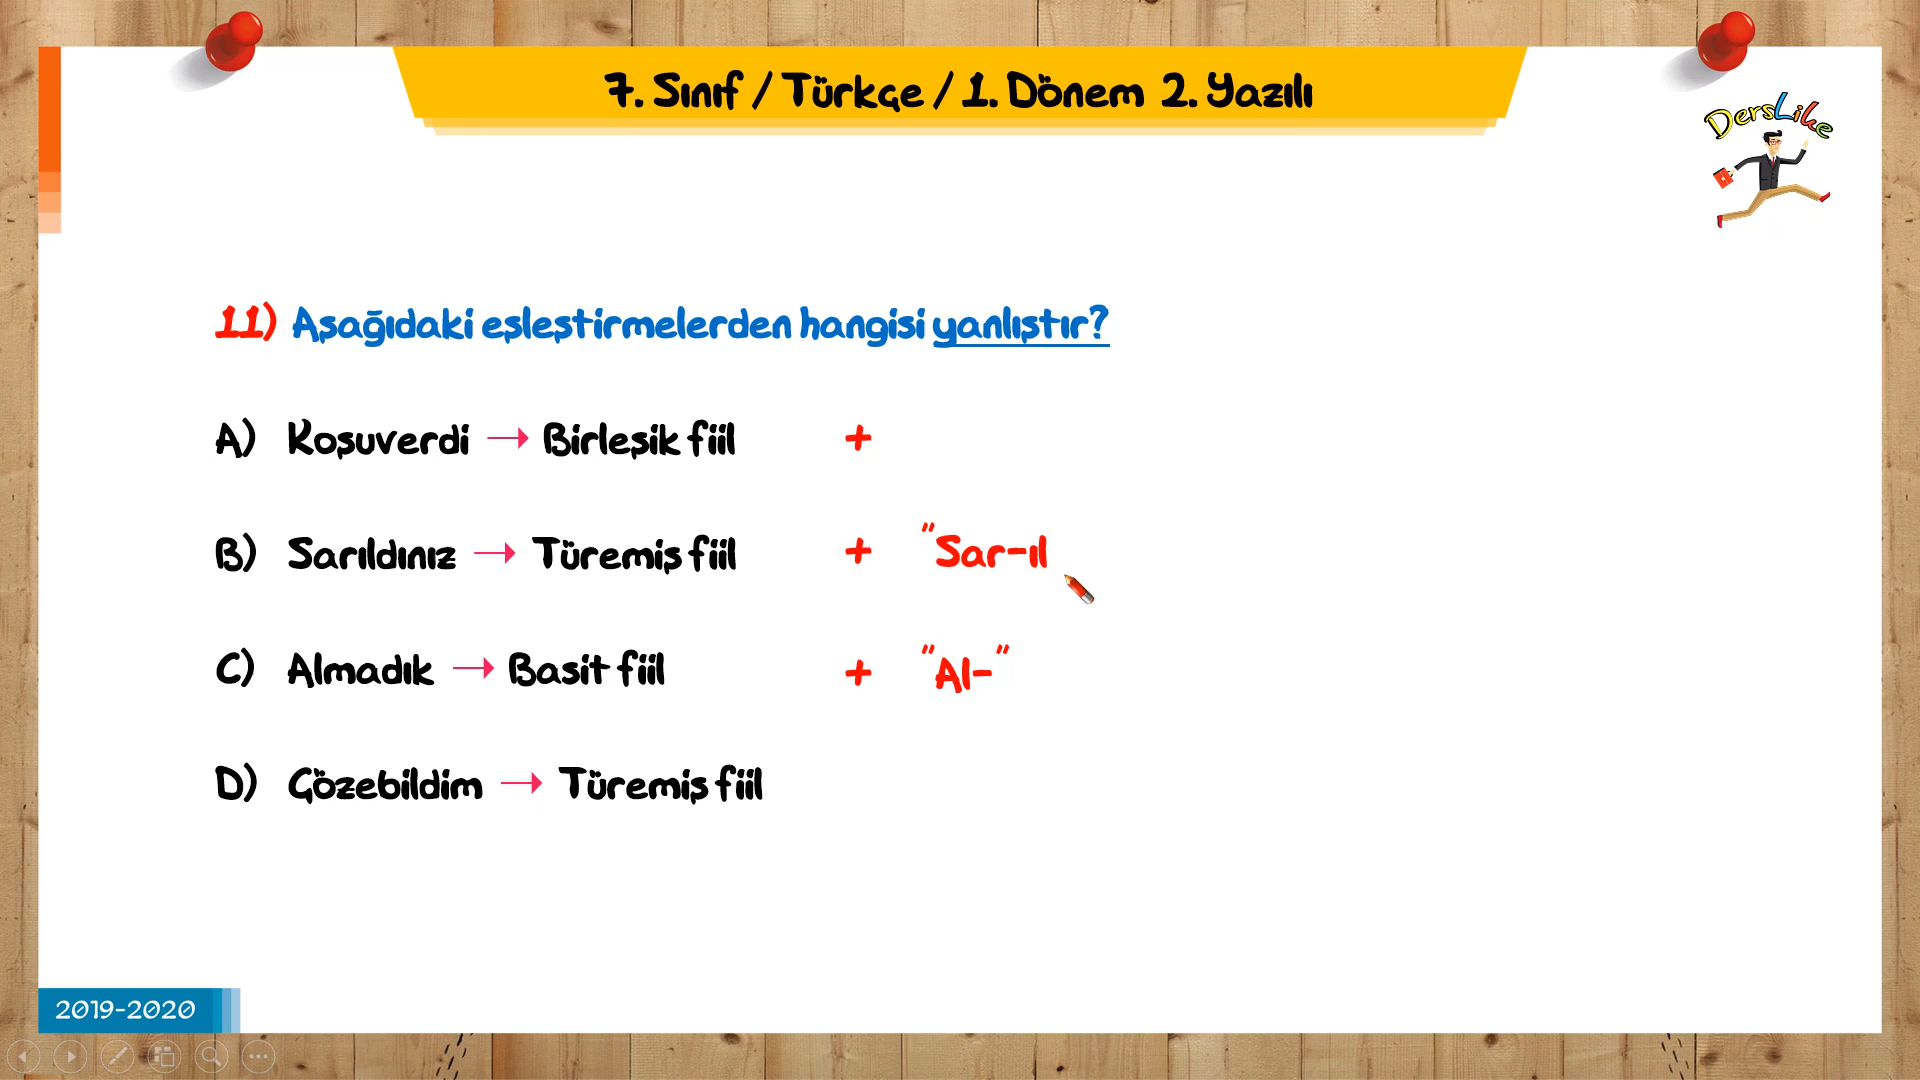 7. Sınıf / Türkçe / 1. Dönem 2. Yazılı
DersLike
11) Aşağıdaki eşleştirmelerden hangisi yanlıştır?
A) Koşuverdi → Birleşik fiil +
B) Sarıldınız → Türemiş fiil + "Sar-ıl
C) Almadık → Basit fiil + "Al-"
D) Gözebildim → Türemiş fiil
2019-2020